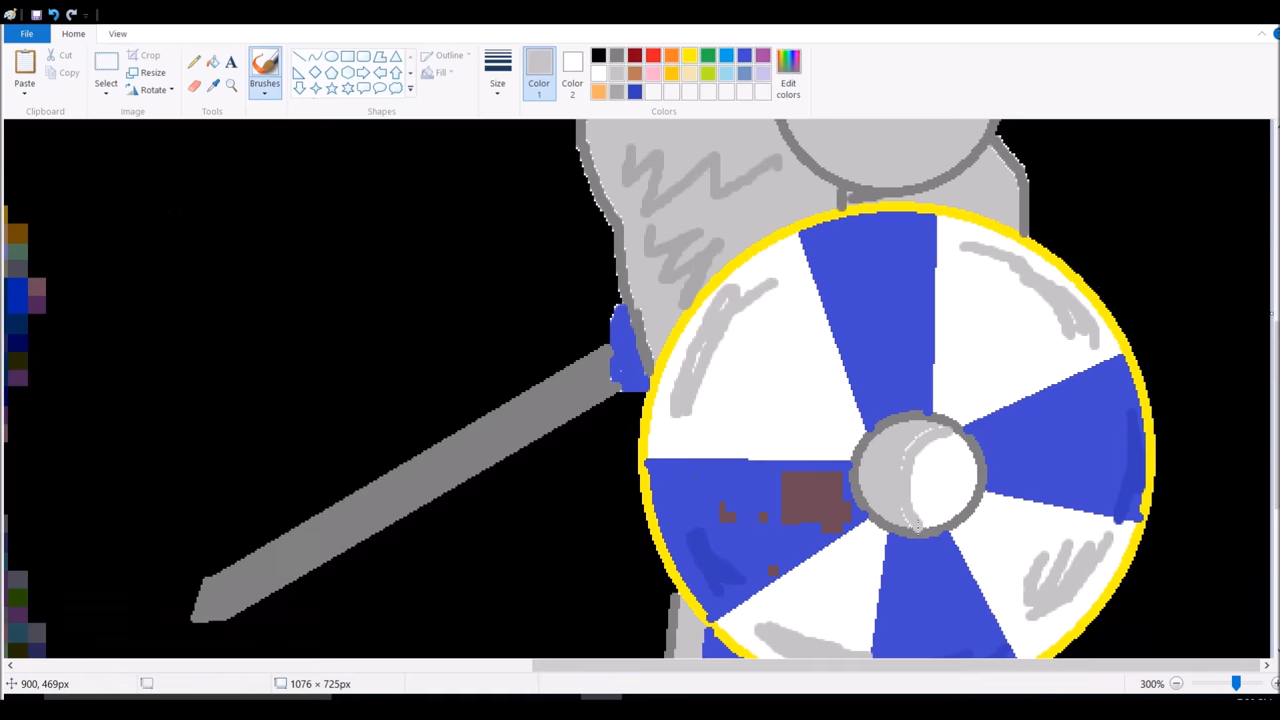 File Home View
Paste Cut Copy Clipboard
Select Crop Resize Rotate Image
A Tools
Brushes
Outline Fill Shapes
Size
Color 1 Color 2 Edit colors Colors
900, 469px 1076 × 725px 300%